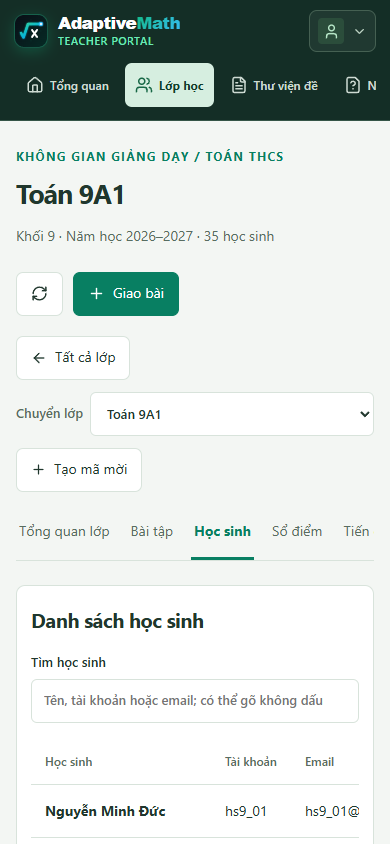 AdaptiveMath
TEACHER PORTAL
Tổng quan
Lớp học
Thư viện đề
N
KHÔNG GIAN GIẢNG DẠY / TOÁN THCS
Toán 9A1
Khối 9 · Năm học 2026–2027 · 35 học sinh
Giao bài
Tất cả lớp
Chuyển lớp
Toán 9A1
Tạo mã mời
Tổng quan lớp Bài tập Học sinh Sổ điểm Tiến
Danh sách học sinh
Tìm học sinh
Tên, tài khoản hoặc email; có thể gõ không dấu
Học sinh Tài khoản Email
Nguyễn Minh Đức hs9_01 hs9_01@